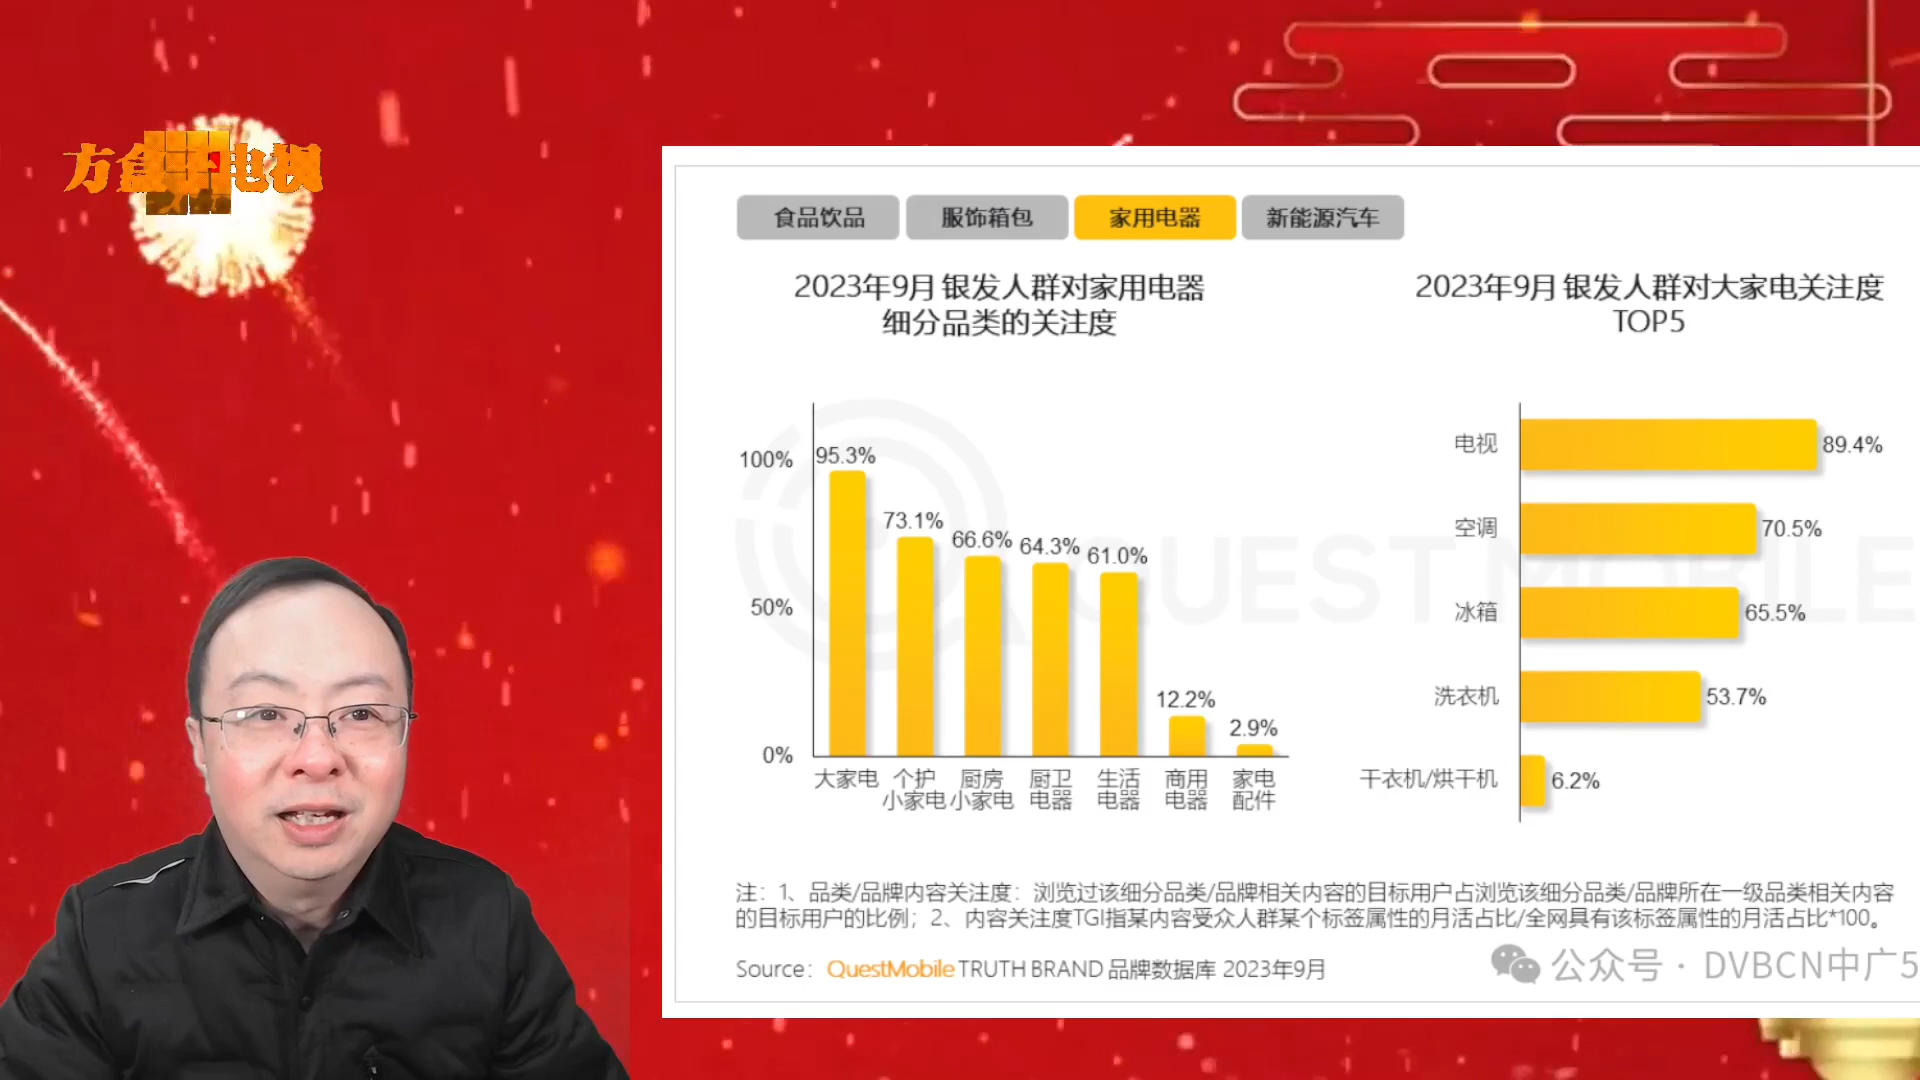 方盒子电视
食品饮品
服饰箱包
家用电器
新能源汽车
2023年9月 银发人群对家用电器
细分品类的关注度
100%
50%
0%
95.3%
73.1%
66.6%
64.3%
61.0%
12.2%
2.9%
大家电
个护
小家电
厨房
小家电
厨卫
电器
生活
电器
商用
电器
家电
配件
2023年9月 银发人群对大家电关注度
TOP5
电视
89.4%
空调
70.5%
冰箱
65.5%
洗衣机
53.7%
干衣机/烘干机
6.2%
QUEST MOBILE
注：1、品类/品牌内容关注度：浏览过该细分品类/品牌相关内容的目标用户占浏览该细分品类/品牌所在一级品类相关内容
的目标用户的比例；2、内容关注度TGI指某内容受众人群某个标签属性的月活占比/全网具有该标签属性的月活占比*100。
Source：QuestMobile TRUTH BRAND 品牌数据库 2023年9月
公众号 · DVBCN中广5